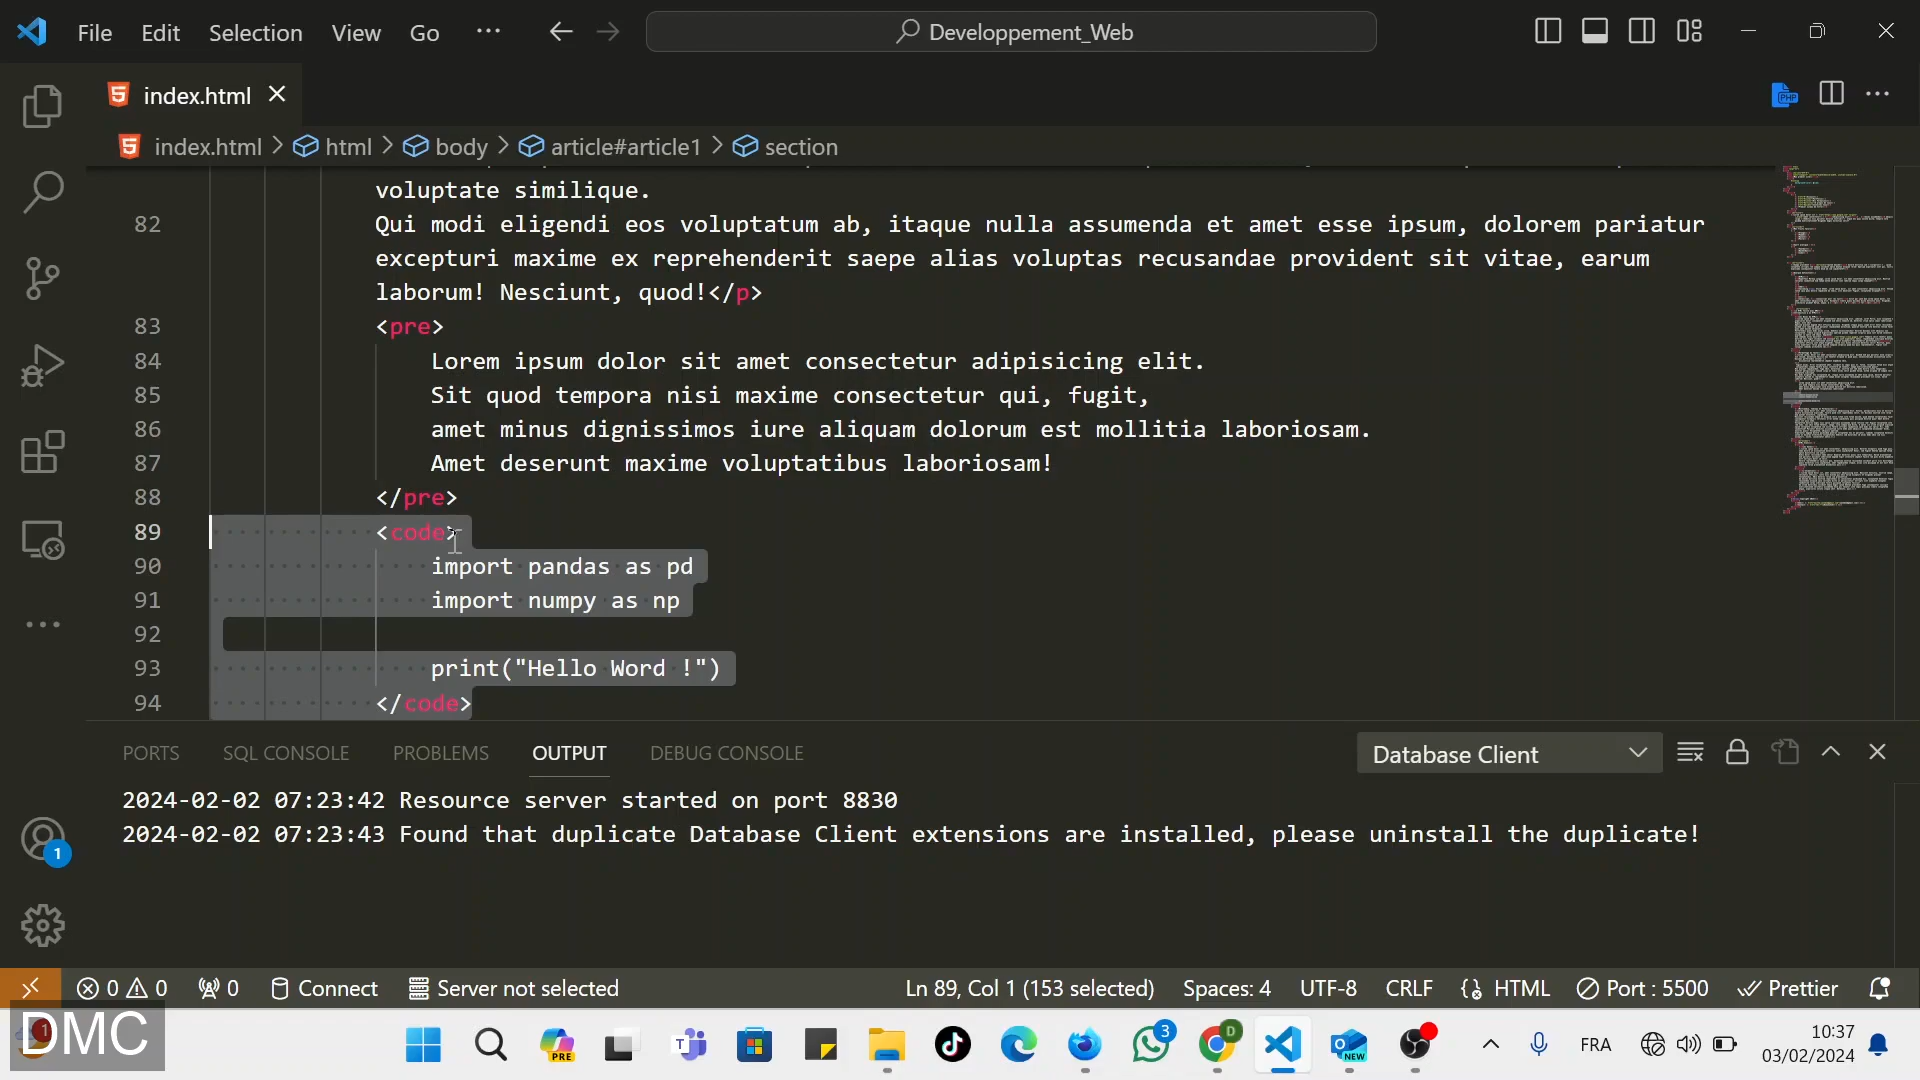 File Edit Selection View Go ··· Developpement_Web
index.html
index.html > html > body > article#article1 > section
voluptate similique.
82 Qui modi eligendi eos voluptatum ab, itaque nulla assumenda et amet esse ipsum, dolorem pariatur
excepturi maxime ex reprehenderit saepe alias voluptas recusandae provident sit vitae, earum
laborum! Nesciunt, quod!</p>
83 <pre>
84 Lorem ipsum dolor sit amet consectetur adipisicing elit.
85 Sit quod tempora nisi maxime consectetur qui, fugit,
86 amet minus dignissimos iure aliquam dolorum est mollitia laboriosam.
87 Amet deserunt maxime voluptatibus laboriosam!
88 </pre>
89 <code>
90 import pandas as pd
91 import numpy as np
92
93 print("Hello Word !")
94 </code>
PORTS SQL CONSOLE PROBLEMS OUTPUT DEBUG CONSOLE Database Client
2024-02-02 07:23:42 Resource server started on port 8830
2024-02-02 07:23:43 Found that duplicate Database Client extensions are installed, please uninstall the duplicate!
1
0 0 0 Connect Server not selected Ln 89, Col 1 (153 selected) Spaces: 4 UTF-8 CRLF HTML Port : 5500 Prettier
DMC 1 PRE 3 D NEW FRA 10:37
03/02/2024